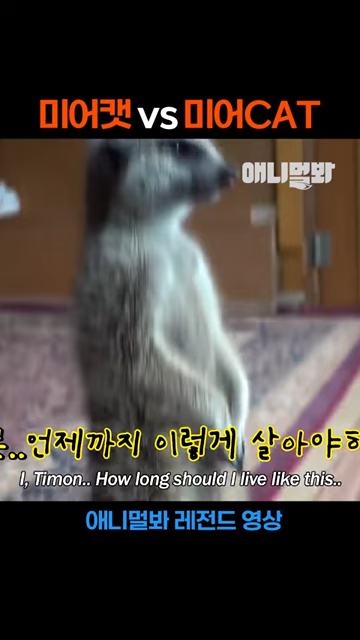 미어캣 vs 미어CAT
애니멀봐
..언제까지 이렇게 살아야
I, Timon.. How long should I live like this..
애니멀봐 레전드 영상